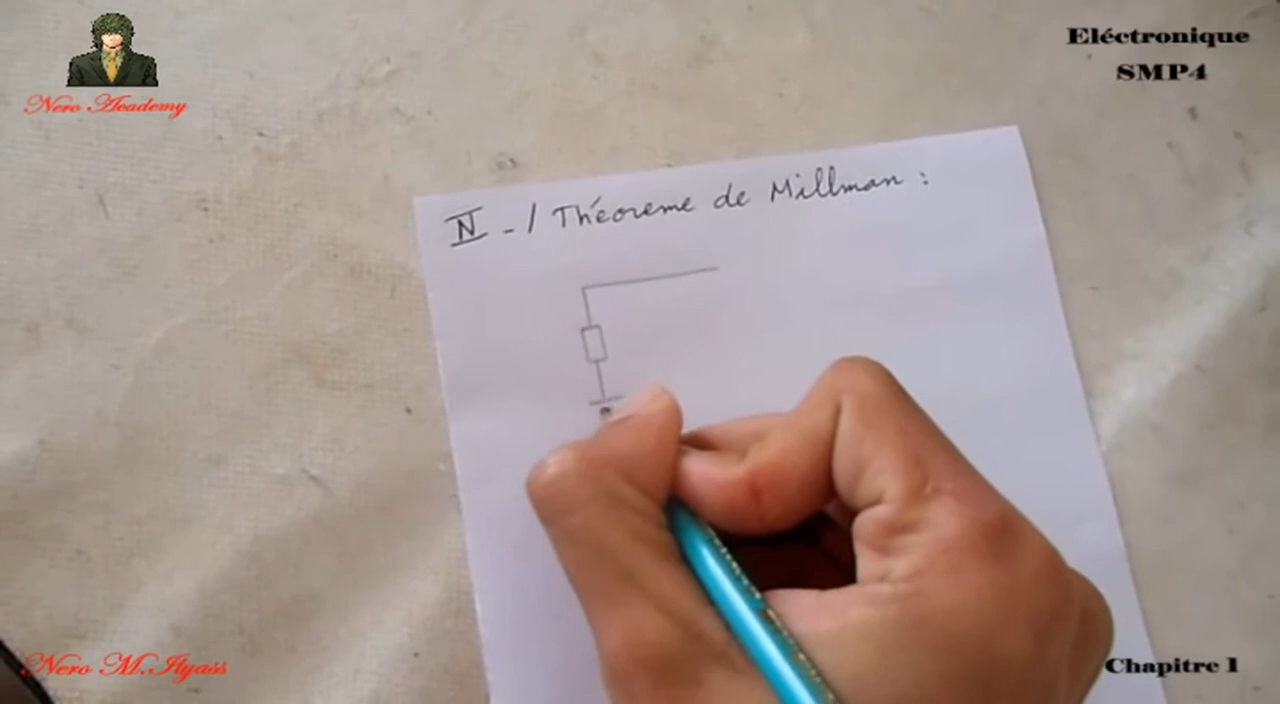 Nero Academy
Eléctronique
SMP4
IV - / Théoreme de Millman :
Nero M.Ilyass
Chapitre 1